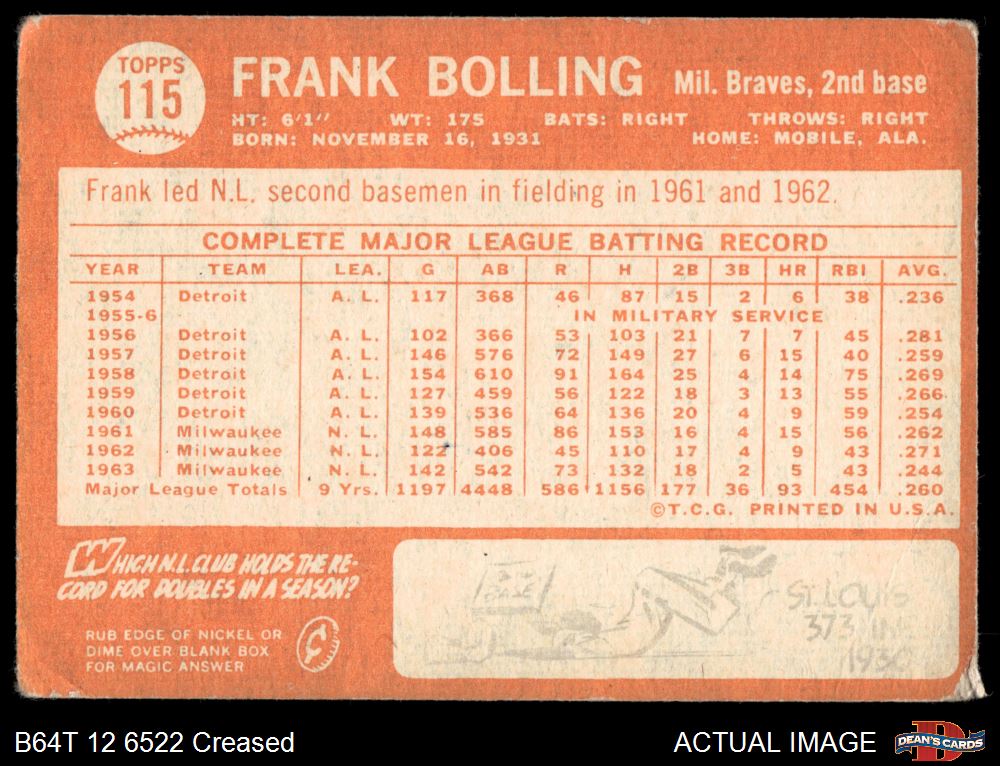 TOPPS
115
FRANK BOLLING Mil. Braves, 2nd base
HT: 6'1" WT: 175 BATS: RIGHT THROWS: RIGHT
BORN: NOVEMBER 16, 1931 HOME: MOBILE, ALA.
Frank led N.L. second basemen in fielding in 1961 and 1962.
COMPLETE MAJOR LEAGUE BATTING RECORD
YEAR TEAM LEA. G AB R H 2B 3B HR RBI AVG.
1954 Detroit A. L. 117 368 46 87 15 2 6 38 .236
1955-6 IN MILITARY SERVICE
1956 Detroit A. L. 102 366 53 103 21 7 7 45 .281
1957 Detroit A. L. 146 576 72 149 27 6 15 40 .259
1958 Detroit A. L. 154 610 91 164 25 4 14 75 .269
1959 Detroit A. L. 127 459 56 122 18 3 13 55 .266
1960 Detroit A. L. 139 536 64 136 20 4 9 59 .254
1961 Milwaukee N. L. 148 585 86 153 16 4 15 56 .262
1962 Milwaukee N. L. 122 406 45 110 17 4 9 43 .271
1963 Milwaukee N. L. 142 542 73 132 18 2 5 43 .244
Major League Totals 9 Yrs. 1197 4448 586 1156 177 36 93 454 .260
©T.C.G. PRINTED IN U.S.A.
WHICH N.L. CLUB HOLDS THE RE-
CORD FOR DOUBLES IN A SEASON?
RUB EDGE OF NICKEL OR
DIME OVER BLANK BOX
FOR MAGIC ANSWER
BASE
ST. LOUIS
373 IN
B64T 12 6522 Creased
ACTUAL IMAGE
DEAN'S CARDS